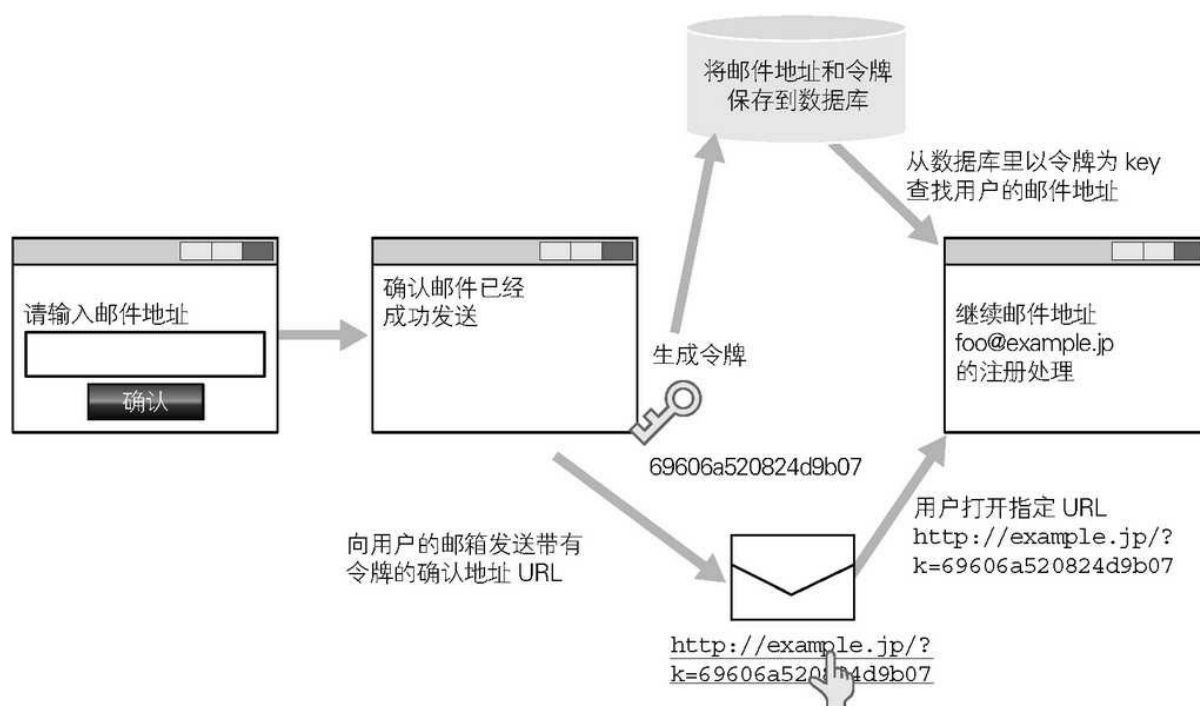 将邮件地址和令牌
保存到数据库
从数据库里以令牌为 key
查找用户的邮件地址
请输入邮件地址
确认
确认邮件已经
成功发送
生成令牌
69606a520824d9b07
继续邮件地址
foo@example.jp
的注册处理
向用户的邮箱发送带有
令牌的确认地址 URL
用户打开指定 URL
http://example.jp/?
k=69606a520824d9b07
http://example.jp/?
k=69606a520824d9b07